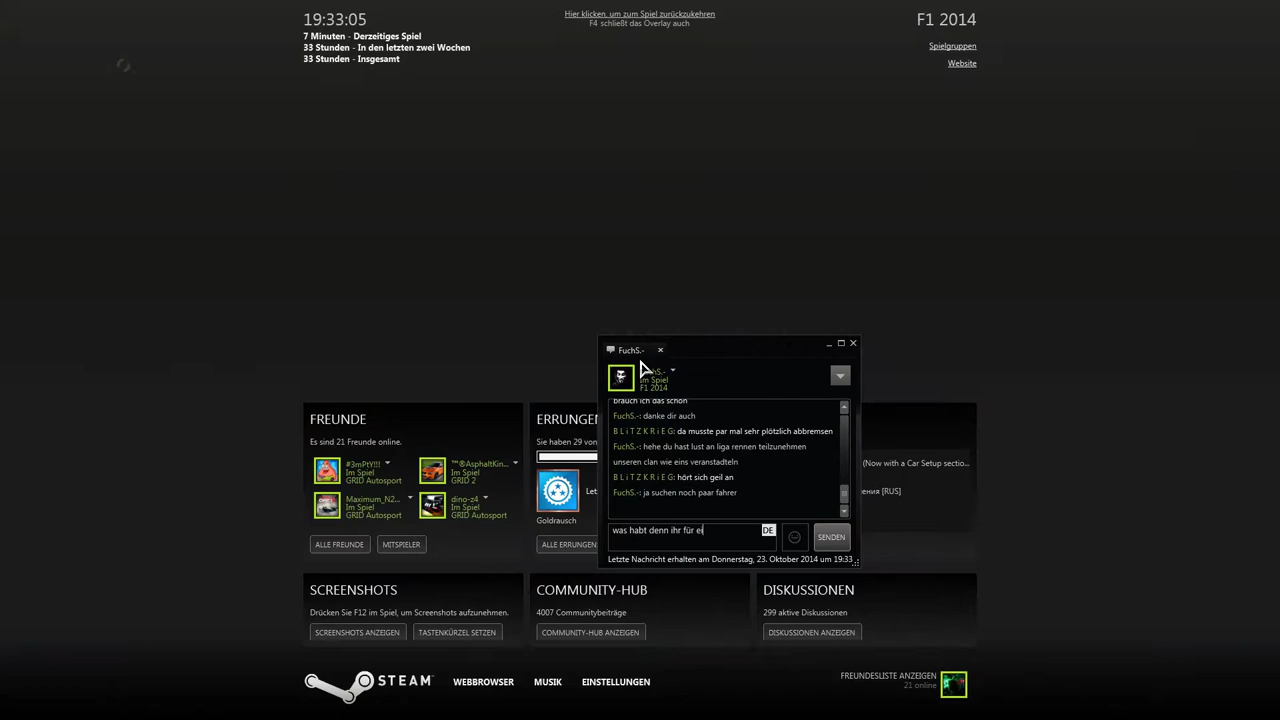 19:33:05
7 Minuten - Derzeitiges Spiel
33 Stunden - In den letzten zwei Wochen
33 Stunden - Insgesamt
Hier klicken, um zum Spiel zurückzukehren
F4 schließt das Overlay auch
F1 2014
Spielgruppen
Website
FuchS.-
Im Spiel
F1 2014
brauch ich das schon
FuchS.-: danke dir auch
B L i T Z K R i E G: da musste par mal sehr plötzlich abbremsen
FuchS.-: hehe du hast lust an liga rennen teilzunehmen
unseren clan wie eins veranstadteln
B L i T Z K R i E G: hört sich geil an
FuchS.-: ja suchen noch paar fahrer
was habt denn ihr für ei
DE
SENDEN
Letzte Nachricht erhalten am Donnerstag, 23. Oktober 2014 um 19:33
FREUNDE
Es sind 21 Freunde online.
#3mPtY!!!
Im Spiel
GRID Autosport
™®AsphaltKin...
Im Spiel
GRID 2
Maximum_N2...
Im Spiel
GRID Autosport
dino-z4
Im Spiel
GRID Autosport
ALLE FREUNDE
MITSPIELER
ERRUNGEN
Sie haben 29 von
Let
Goldrausch
ALLE ERRUNGEN
(Now with a Car Setup sectio...
[RUS]
SCREENSHOTS
Drücken Sie F12 im Spiel, um Screenshots aufzunehmen.
SCREENSHOTS ANZEIGEN
TASTENKÜRZEL SETZEN
COMMUNITY-HUB
4007 Communitybeiträge
COMMUNITY-HUB ANZEIGEN
DISKUSSIONEN
299 aktive Diskussionen
DISKUSSIONEN ANZEIGEN
STEAM
WEBBROWSER
MUSIK
EINSTELLUNGEN
FREUNDESLISTE ANZEIGEN
21 online